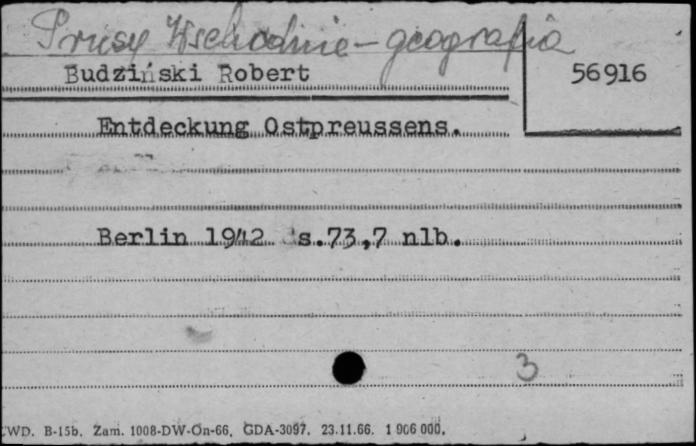 Prusy Wschodnie - geografia
Budziński Robert
56916
Entdeckung Ostpreussens.
Berlin 1942 s.73,7 nlb.
3
WD. B-15b. Zam. 1008-DW-On-66. GDA-3097. 23.11.66. 1 906 000.